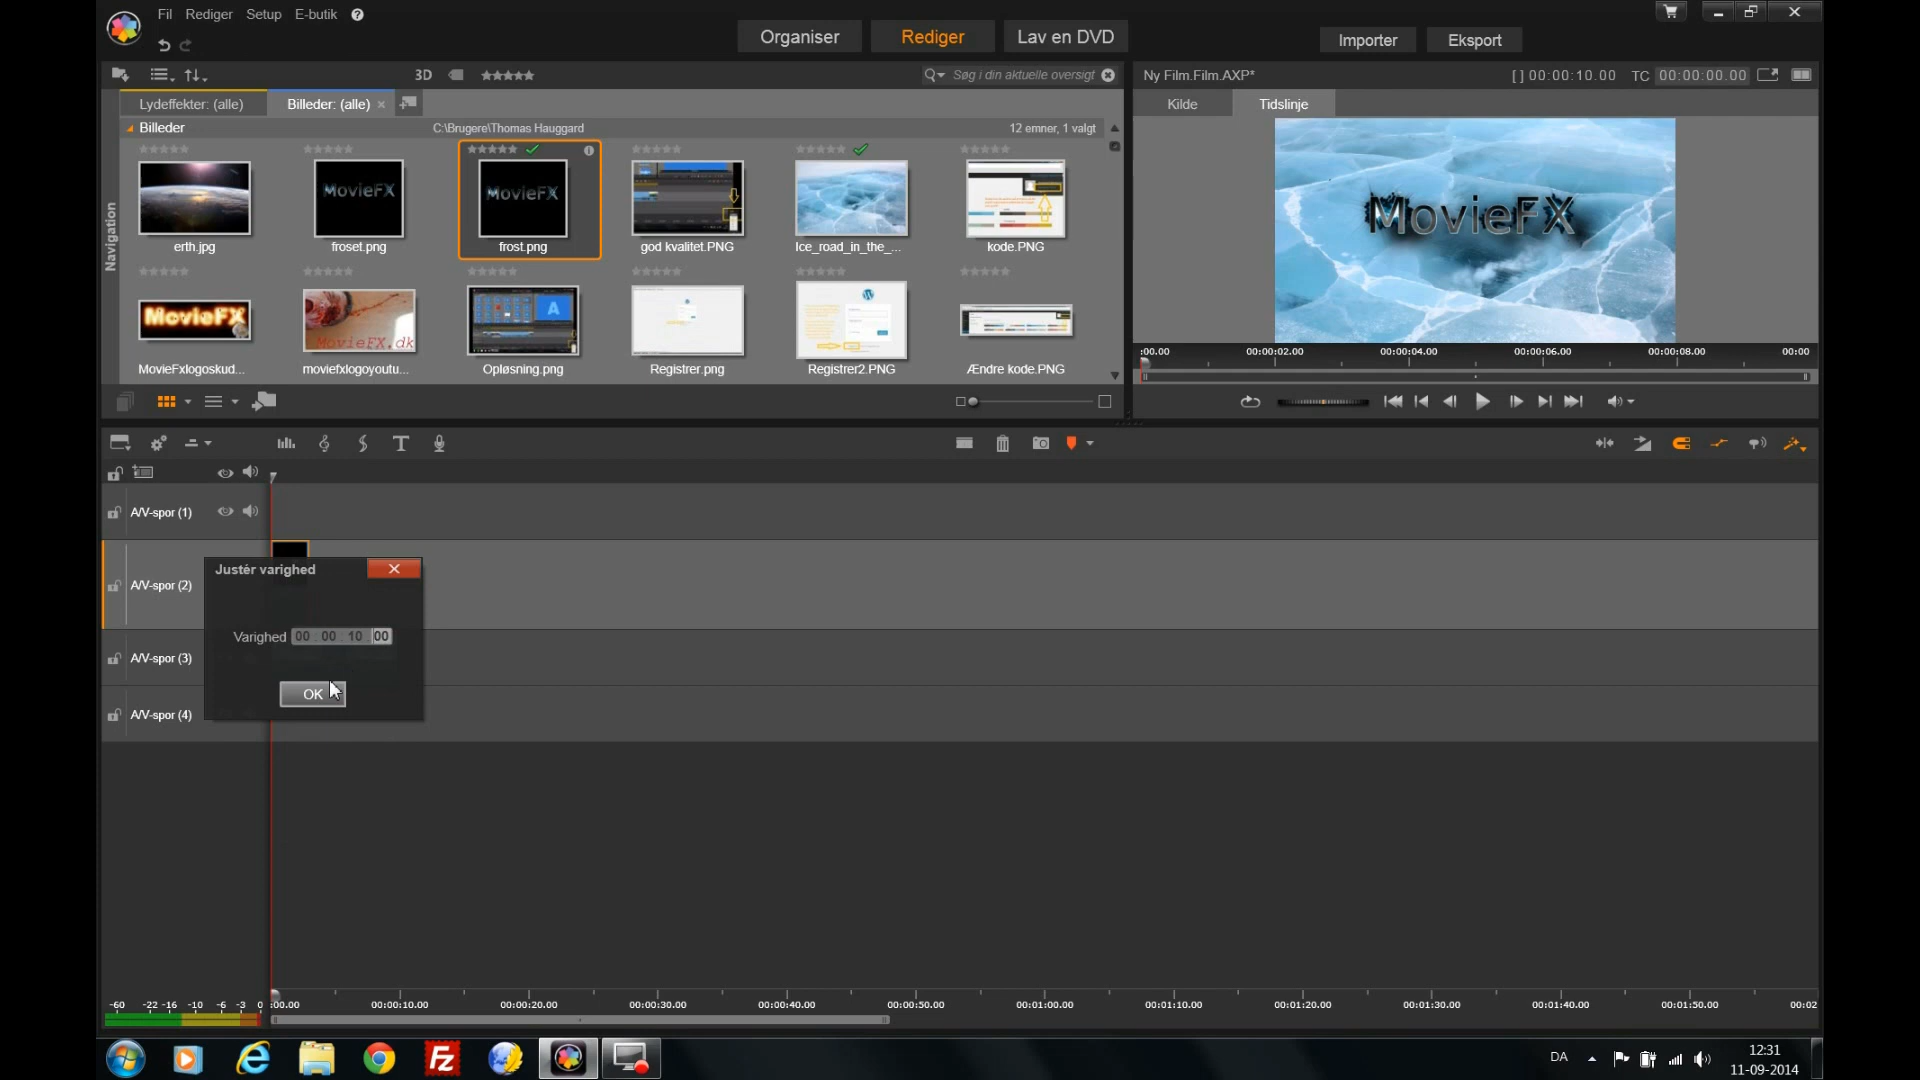 Fil Rediger Setup E-butik
Organiser Rediger Lav en DVD
Importer Eksport
3D
Søg i din aktuelle oversigt
Ny Film.Film.AXP*
[ ] 00:00:10.00 TC 00:00:00.00
Lydeffekter: (alle) Billeder: (alle)
Kilde Tidslinje
Billeder C:\Brugere\Thomas Hauggard 12 emner, 1 valgt
Navigation
MovieFX
MovieFX
MovieFX
erth.jpg froset.png frost.png god kvalitet.PNG Ice_road_in_the_... kode.PNG
MovieFX
MovieFX.dk
A
MovieFxlogoskud... moviefxlogoyoutu... Opløsning.png Registrer.png Registrer2.PNG Ændre kode.PNG
:00.00 00:00:02.00 00:00:04.00 00:00:06.00 00:00:08.00 00:00
A/V-spor (1)
A/V-spor (2)
A/V-spor (3)
A/V-spor (4)
Justér varighed
Varighed 00 . 00 . 10 . 00
OK
-60 -22 -16 -10 -6 -3 0 :00.00 00:00:10.00 00:00:20.00 00:00:30.00 00:00:40.00 00:00:50.00 00:01:00.00 00:01:10.00 00:01:20.00 00:01:30.00 00:01:40.00 00:01:50.00 00:02
FZ
DA
12:31
11-09-2014